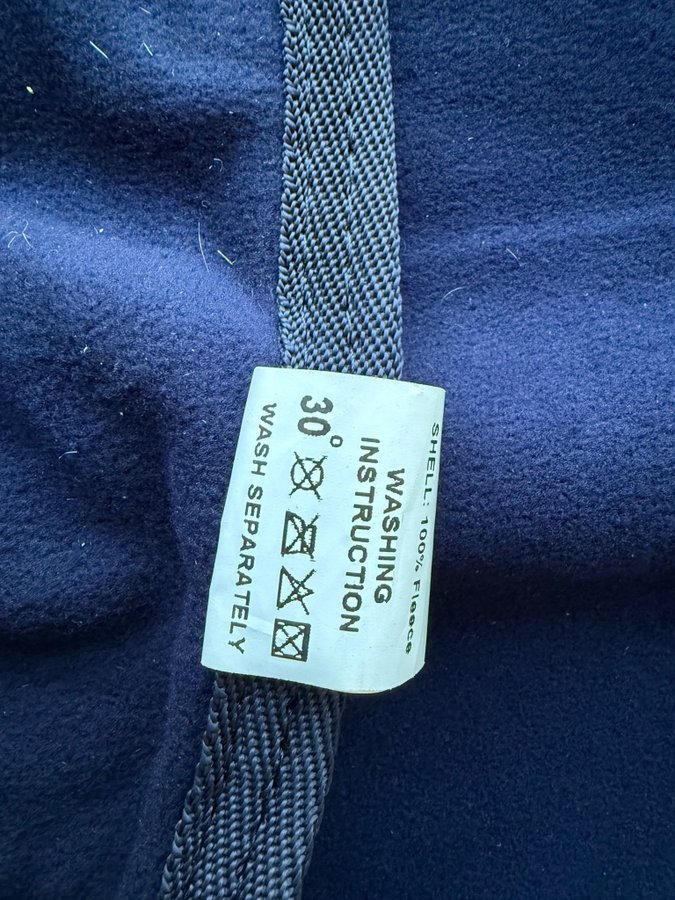 SHELL: 100% Fleece
WASHING
INSTRUCTION
30°
WASH SEPARATELY